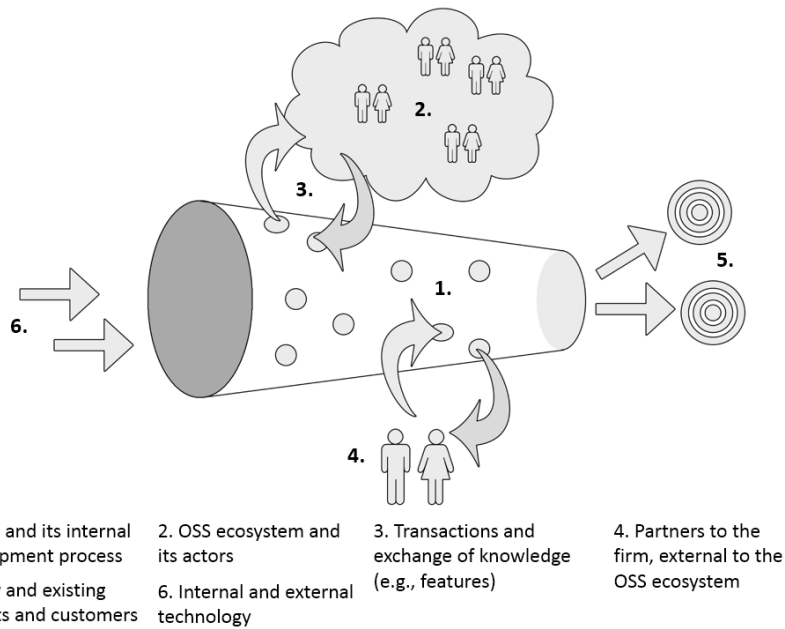 2.
3.
5.
1.
6.
4.
and its internal
pment process
2. OSS ecosystem and
its actors
3. Transactions and
exchange of knowledge
(e.g., features)
4. Partners to the
firm, external to the
OSS ecosystem
and existing
ts and customers
6. Internal and external
technology